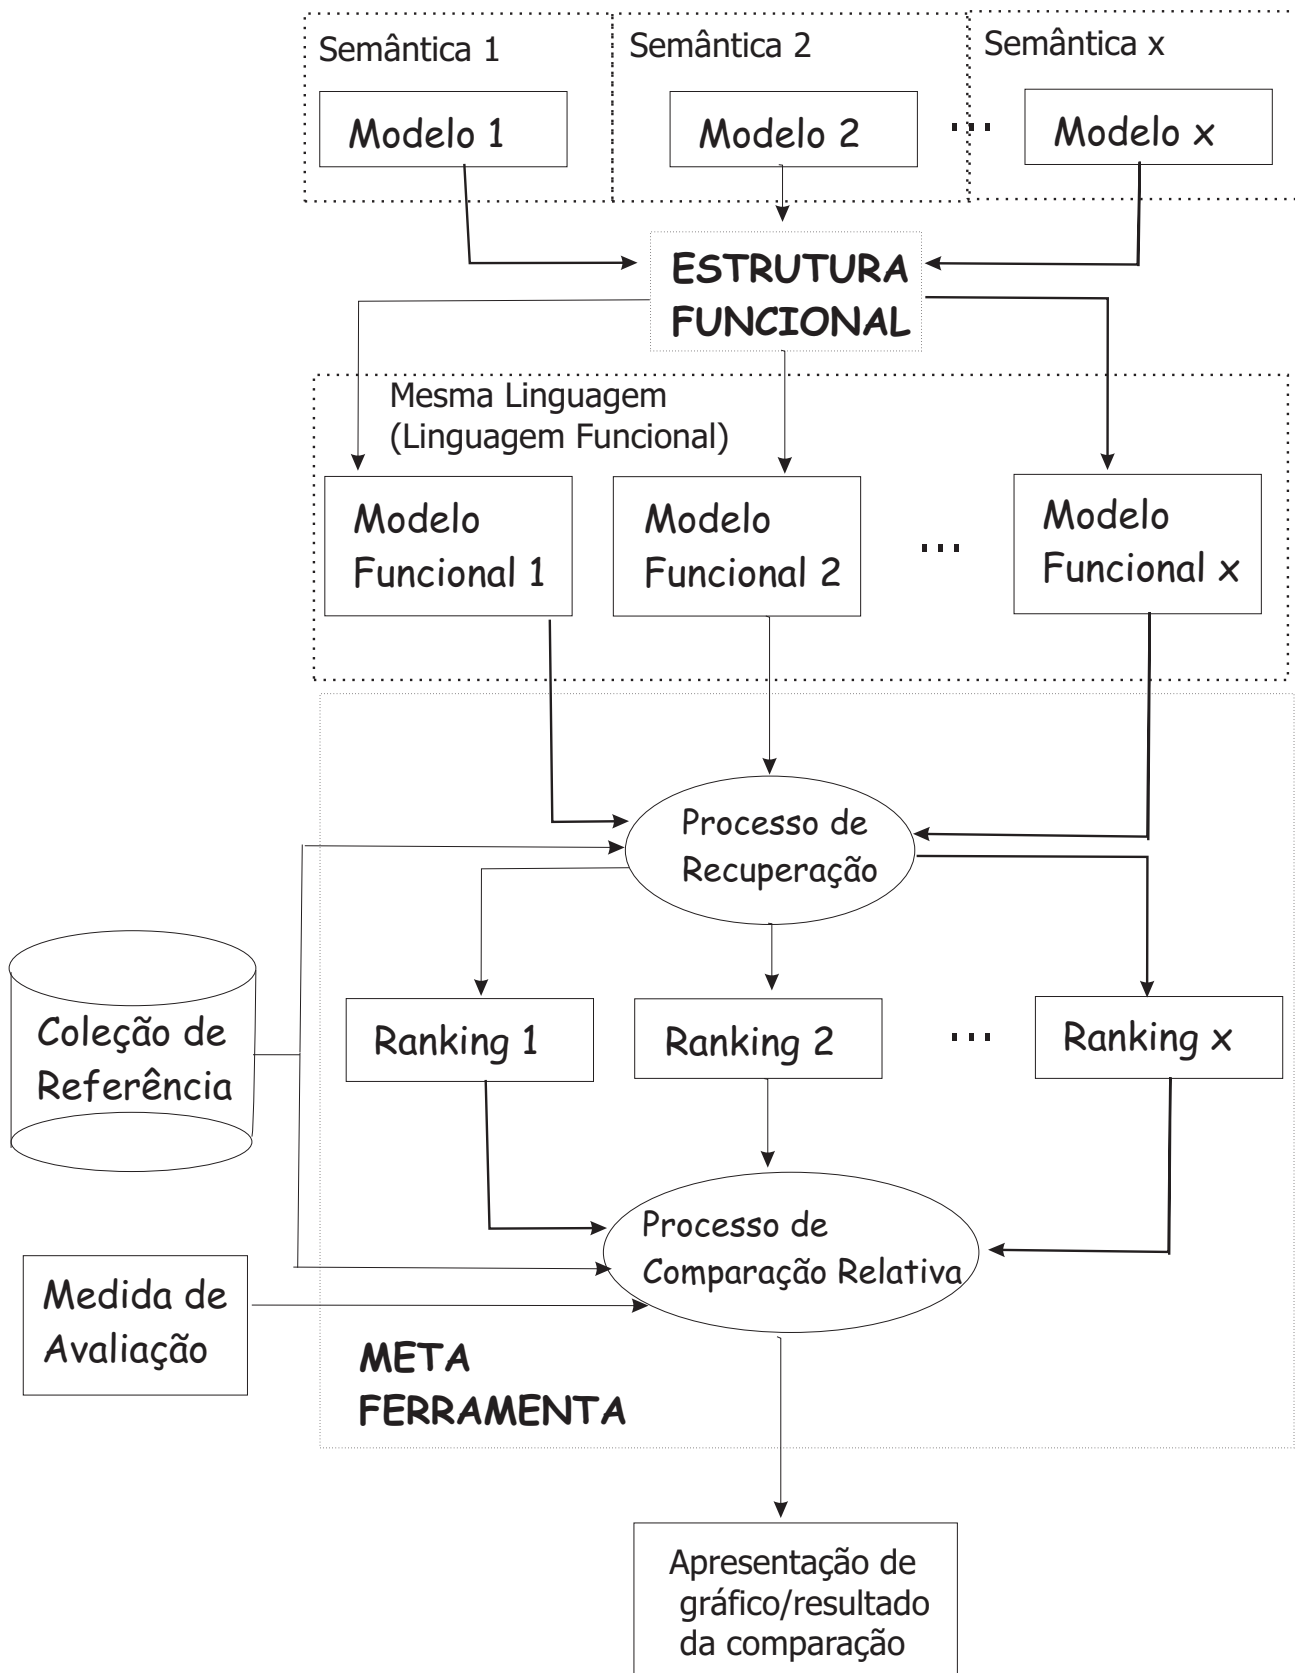 Semântica 1
Semântica 2
Semântica x
Modelo 1
Modelo 2
...
Modelo x
ESTRUTURA
FUNCIONAL
Mesma Linguagem
(Linguagem Funcional)
Modelo
Funcional 1
Modelo
Funcional 2
...
Modelo
Funcional x
Processo de
Recuperação
Coleção de
Referência
Ranking 1
Ranking 2
...
Ranking x
Processo de
Comparação Relativa
Medida de
Avaliação
META
FERRAMENTA
Apresentação de
gráfico/resultado
da comparação